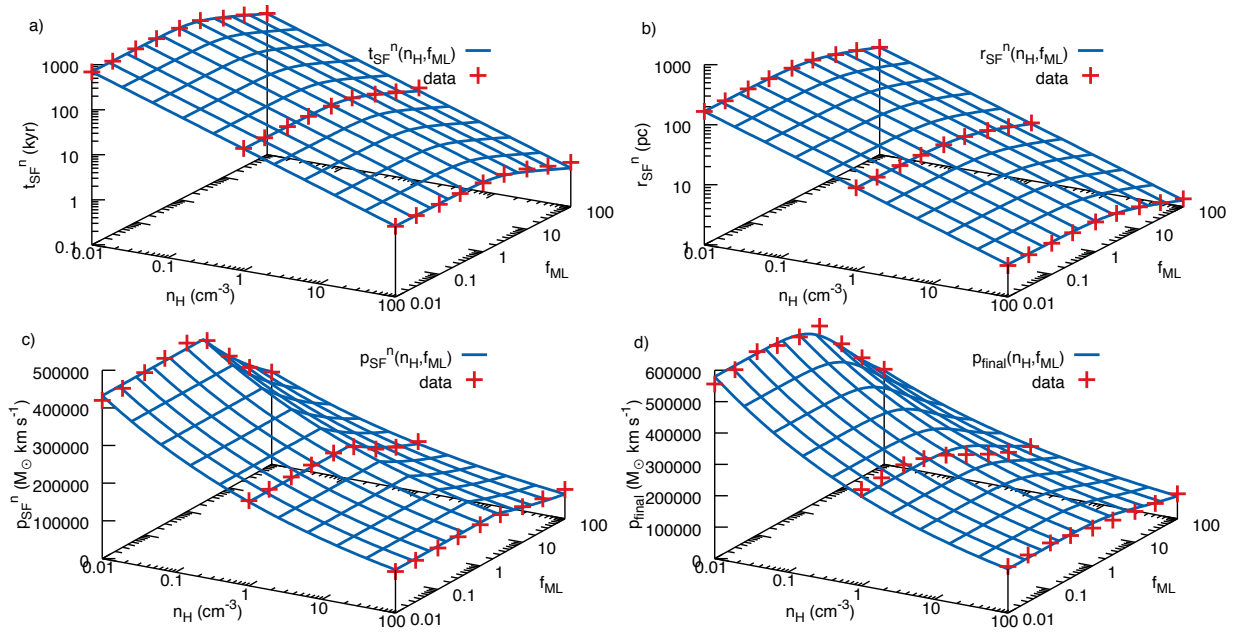 a)
t_SF^n(n_H,f_ML)
data
1000
100
10
1
0.1
t_SF^n (kyr)
0.01
0.1
1
10
100
n_H (cm^-3)
0.01
0.1
1
10
100
f_ML
b)
r_SF^n(n_H,f_ML)
data
1000
100
10
1
r_SF^n (pc)
0.01
0.1
1
10
100
n_H (cm^-3)
0.01
0.1
1
10
100
f_ML
c)
p_SF^n(n_H,f_ML)
data
500000
400000
300000
200000
100000
0
p_SF^n (M_⊙ km s^-1)
0.01
0.1
1
10
100
n_H (cm^-3)
0.01
0.1
1
10
100
f_ML
d)
p_final(n_H,f_ML)
data
600000
500000
400000
300000
200000
100000
0
p_final (M_⊙ km s^-1)
0.01
0.1
1
10
100
n_H (cm^-3)
0.01
0.1
1
10
100
f_ML